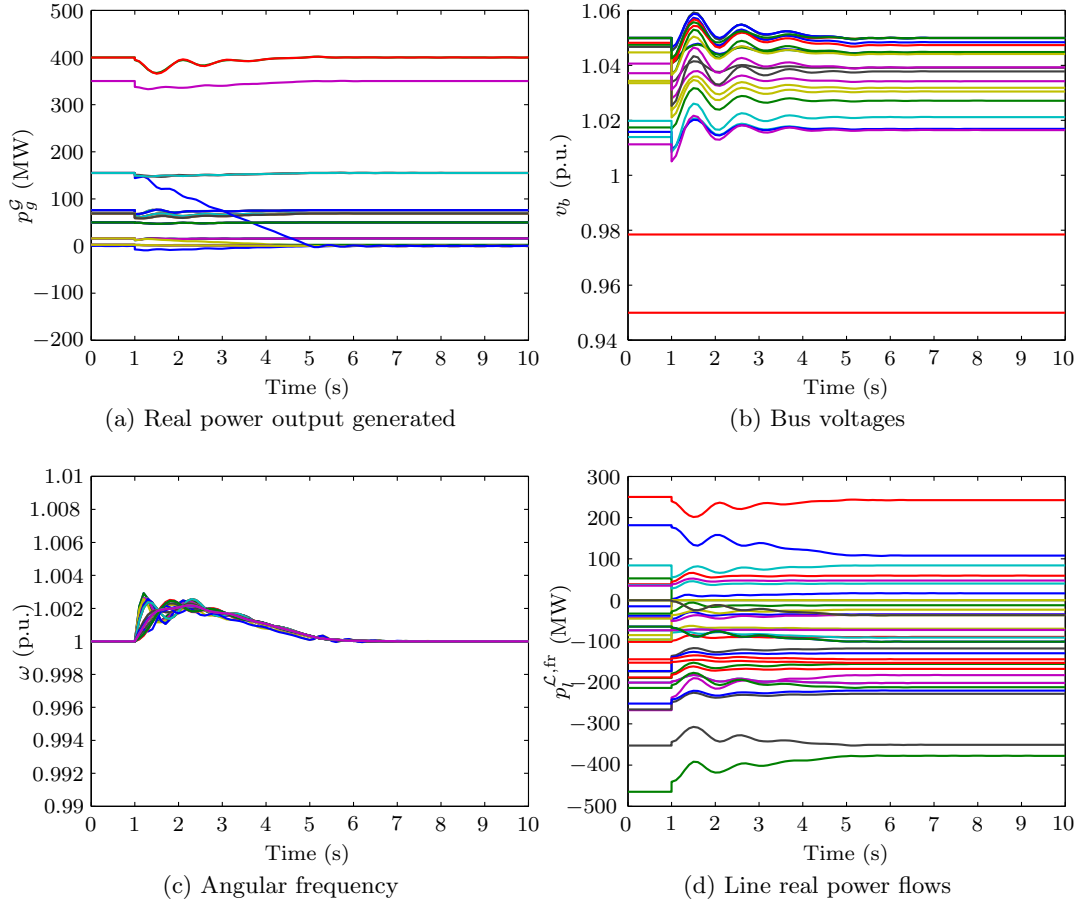 500
400
300
200
100
0
−100
−200
p_g^𝒢 (MW)
0 1 2 3 4 5 6 7 8 9 10
Time (s)
(a) Real power output generated
1.06
1.04
1.02
1
0.98
0.96
0.94
v_b (p.u.)
0 1 2 3 4 5 6 7 8 9 10
Time (s)
(b) Bus voltages
1.01
1.008
1.006
1.004
1.002
1
0.998
0.996
0.994
0.992
0.99
ω (p.u.)
0 1 2 3 4 5 6 7 8 9 10
Time (s)
(c) Angular frequency
300
200
100
0
−100
−200
−300
−400
−500
p_l^{ℒ,fr} (MW)
0 1 2 3 4 5 6 7 8 9 10
Time (s)
(d) Line real power flows